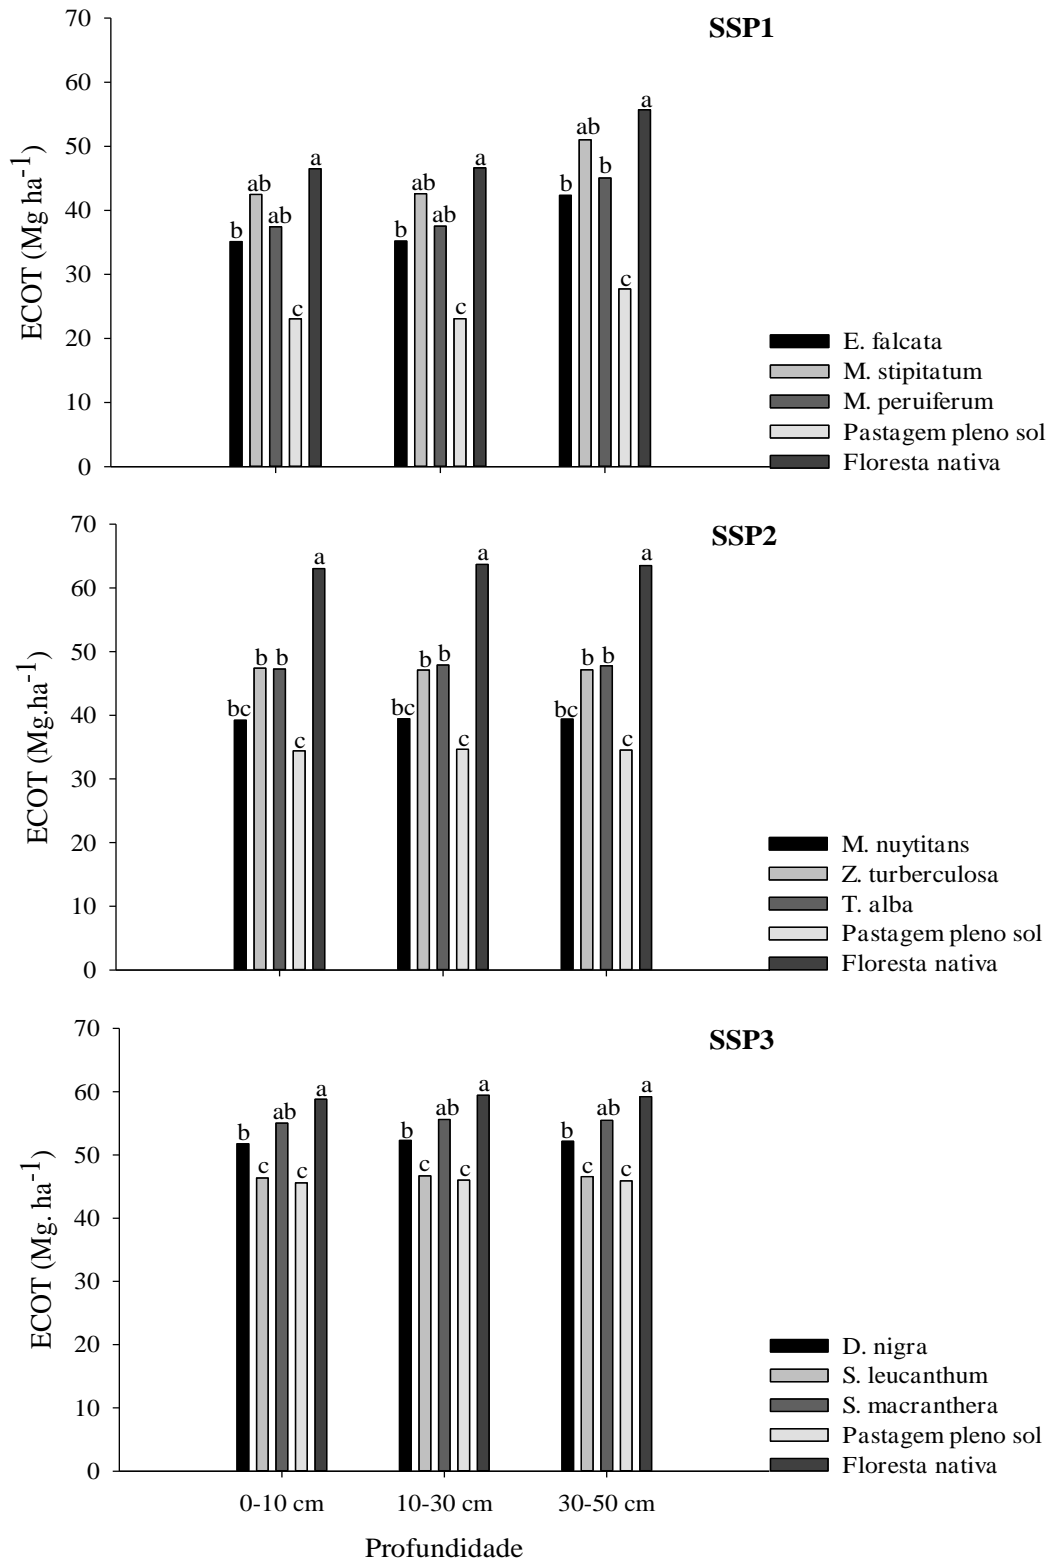 SSP1
ECOT (Mg ha-1)
70
60
50
40
30
20
10
0
b ab ab c a
b ab ab c a
b ab b c a
E. falcata
M. stipitatum
M. peruiferum
Pastagem pleno sol
Floresta nativa
SSP2
ECOT (Mg.ha-1)
70
60
50
40
30
20
10
0
bc b b c a
bc b b c a
bc b b c a
M. nuytitans
Z. turberculosa
T. alba
Pastagem pleno sol
Floresta nativa
SSP3
ECOT (Mg. ha-1)
70
60
50
40
30
20
10
0
b c ab c a
b c ab c a
b c ab c a
D. nigra
S. leucanthum
S. macranthera
Pastagem pleno sol
Floresta nativa
0-10 cm 10-30 cm 30-50 cm
Profundidade